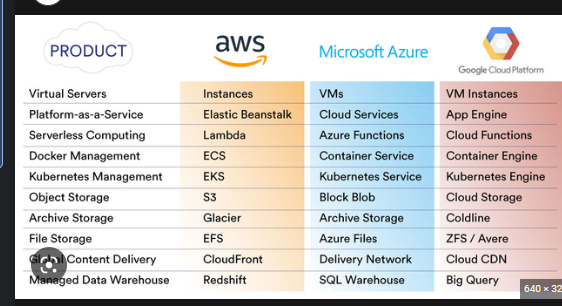 PRODUCT aws Microsoft Azure Google Cloud Platform
Virtual Servers Instances VMs VM Instances
Platform-as-a-Service Elastic Beanstalk Cloud Services App Engine
Serverless Computing Lambda Azure Functions Cloud Functions
Docker Management ECS Container Service Container Engine
Kubernetes Management EKS Kubernetes Service Kubernetes Engine
Object Storage S3 Block Blob Cloud Storage
Archive Storage Glacier Archive Storage Coldline
File Storage EFS Azure Files ZFS / Avere
Global Content Delivery CloudFront Delivery Network Cloud CDN
Managed Data Warehouse Redshift SQL Warehouse Big Query
640 × 32